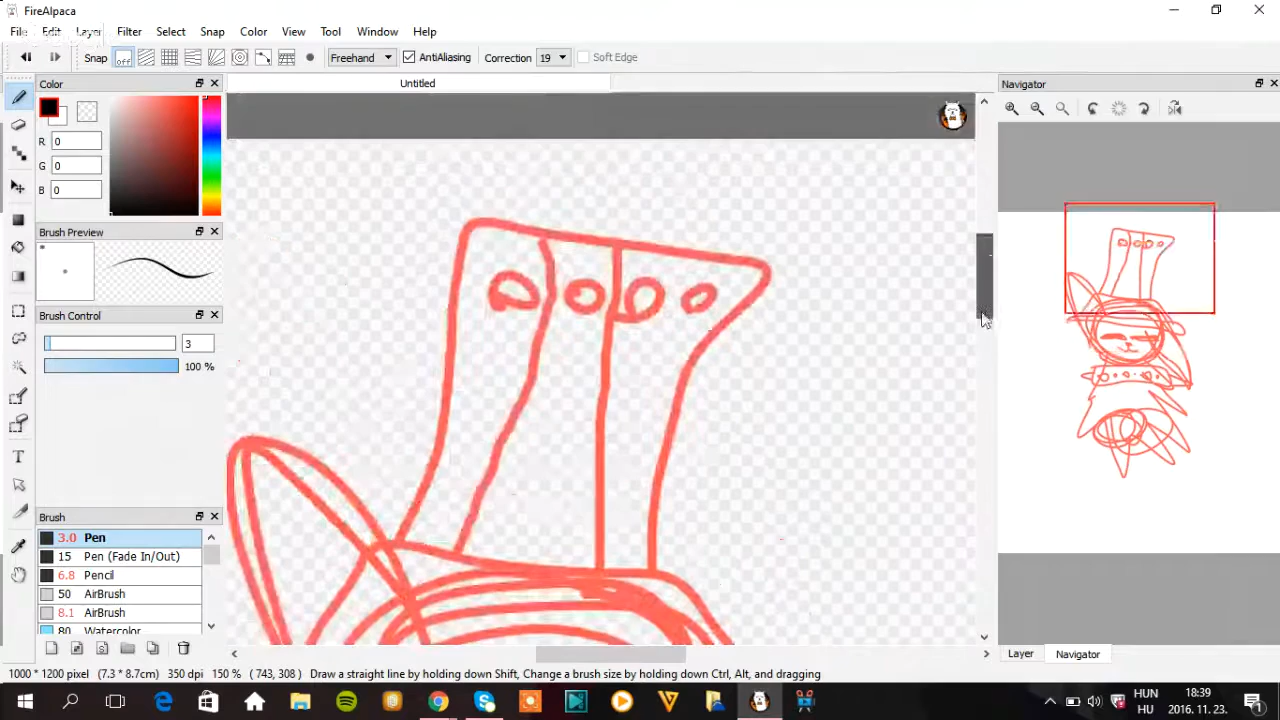 FireAlpaca
File Edit Layer Filter Select Snap Color View Tool Window Help
Snap off Freehand AntiAliasing Correction 19 Soft Edge
Color
Untitled
Navigator
R 0
G 0
B 0
Brush Preview
Brush Control
3
100 %
Brush
3.0 Pen
15 Pen (Fade In/Out)
6.8 Pencil
50 AirBrush
8.1 AirBrush
80 Watercolor
T
Layer Navigator
1000 * 1200 pixel (7.3 * 8.7cm) 350 dpi 150 % ( 743, 308 ) Draw a straight line by holding down Shift, Change a brush size by holding down Ctrl, Alt, and dragging
HUN 18:39
HU 2016. 11. 23.